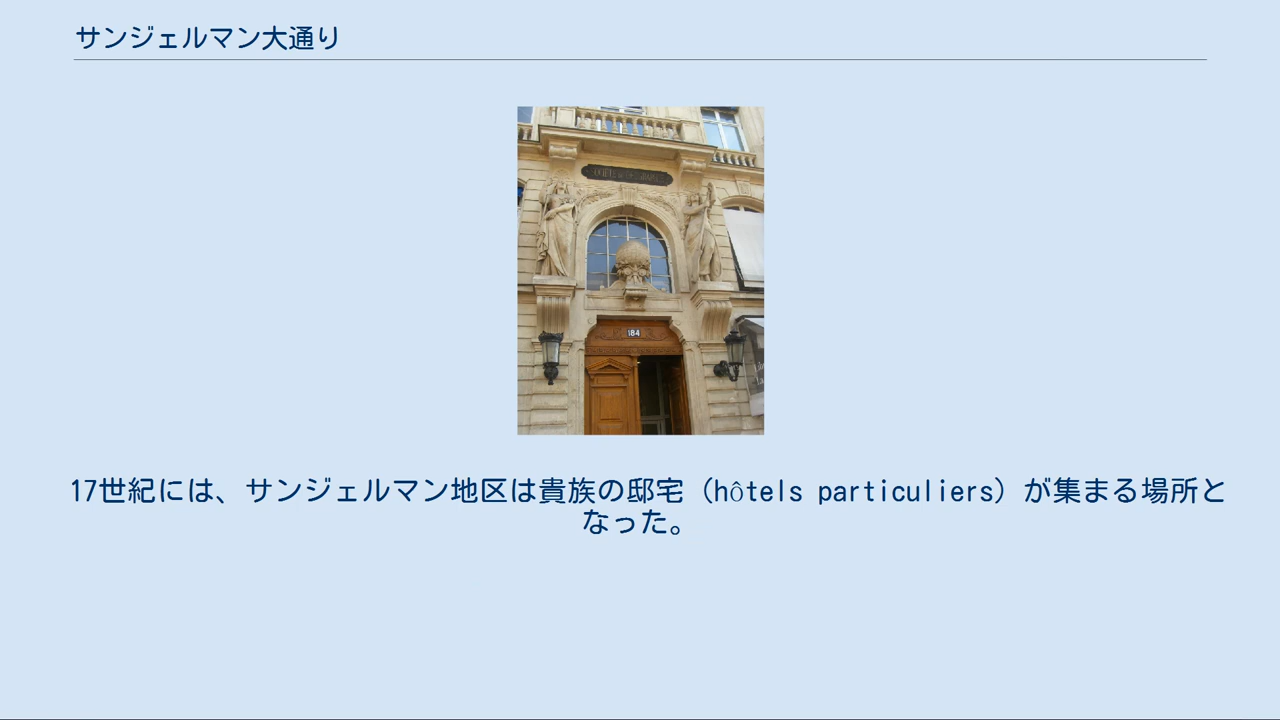 サンジェルマン大通り
184
17世紀には、サンジェルマン地区は貴族の邸宅（hôtels particuliers）が集まる場所と
なった。